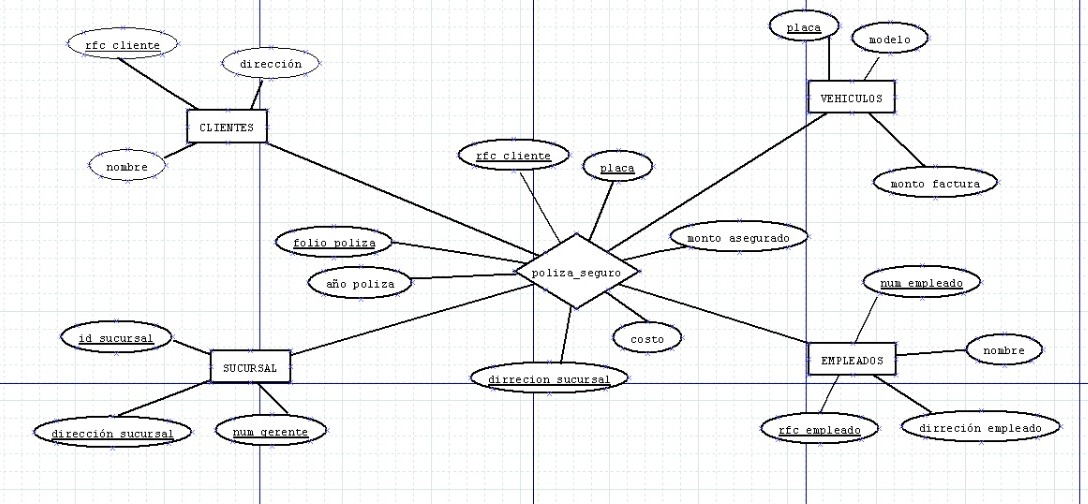 placa
modelo
rfc cliente
dirección
VEHICULOS
CLIENTES
rfc cliente
placa
nombre
monto factura
folio poliza
monto asegurado
poliza_seguro
año poliza
num empleado
id sucursal
costo
nombre
EMPLEADOS
SUCURSAL
dirrecion sucursal
dirección sucursal
num gerente
rfc empleado
dirreción empleado